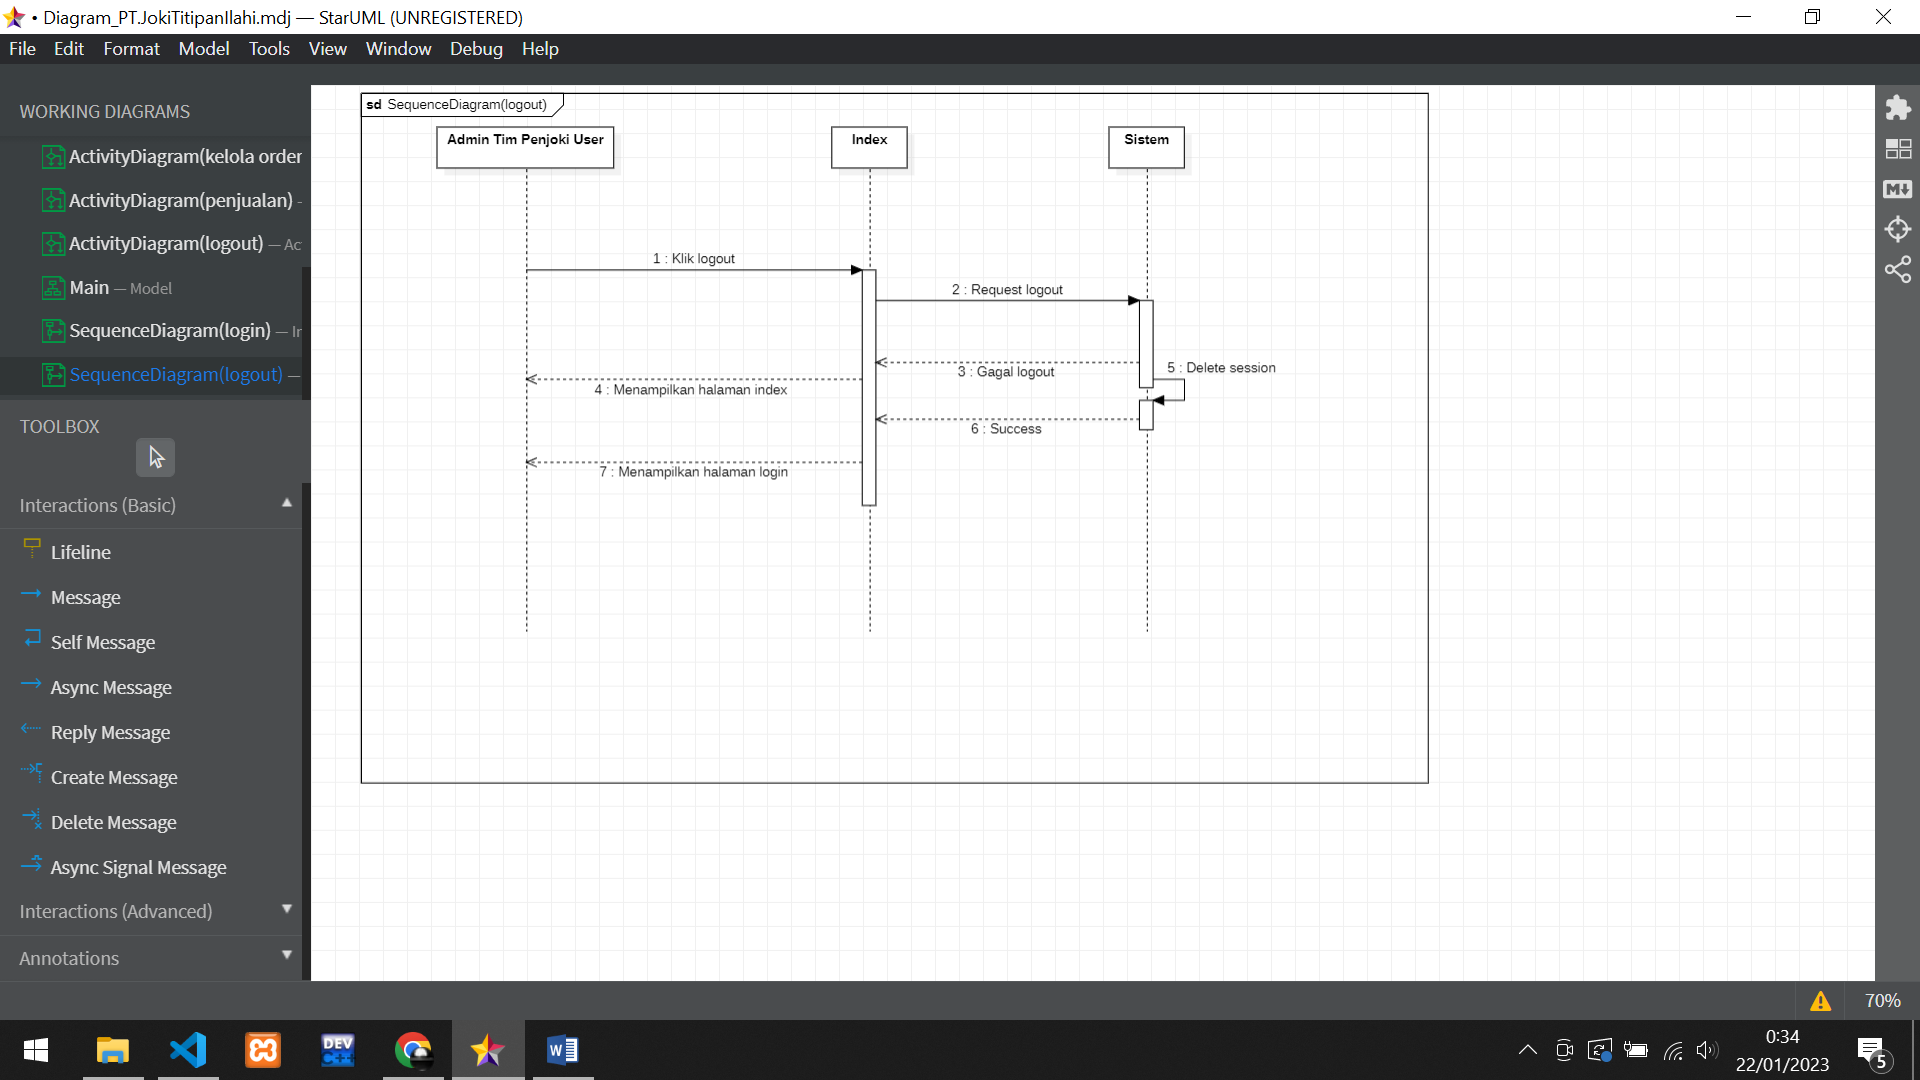 • Diagram_PT.JokiTitipanIlahi.mdj — StarUML (UNREGISTERED)
File Edit Format Model Tools View Window Debug Help
WORKING DIAGRAMS
ActivityDiagram(kelola order
ActivityDiagram(penjualan) –
ActivityDiagram(logout) — Ac
Main — Model
SequenceDiagram(login) — In
SequenceDiagram(logout) —
TOOLBOX
Interactions (Basic)
Lifeline
Message
Self Message
Async Message
Reply Message
Create Message
Delete Message
Async Signal Message
Interactions (Advanced)
Annotations
sd SequenceDiagram(logout)
Admin Tim Penjoki User
Index
Sistem
1 : Klik logout
2 : Request logout
3 : Gagal logout
4 : Menampilkan halaman index
5 : Delete session
6 : Success
7 : Menampilkan halaman login
M
70%
DEV
C++
W
0:34
22/01/2023
5